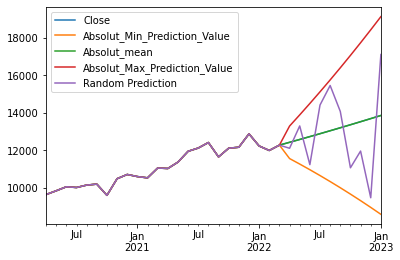 18000
16000
14000
12000
10000
Close
Absolut_Min_Prediction_Value
Absolut_mean
Absolut_Max_Prediction_Value
Random Prediction
Jul
Jan
2021
Jul
Jan
2022
Jul
Jan
2023